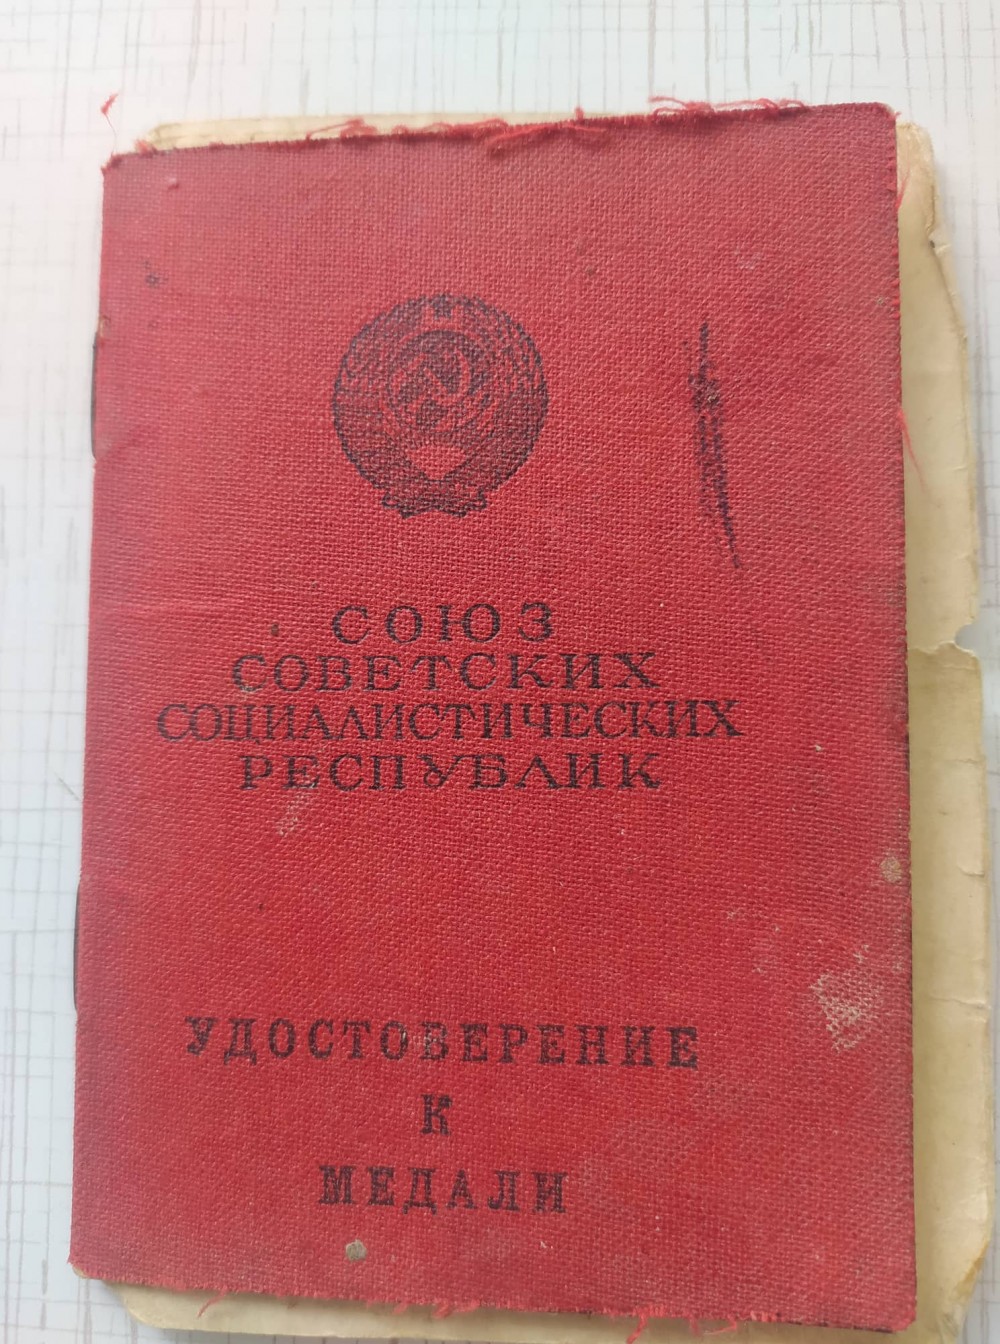 СОЮЗ
СОВЕТСКИХ
СОЦИАЛИСТИЧЕСКИХ
РЕСПУБЛИК
УДОСТОВЕРЕНИЕ
К
МЕДАЛИ